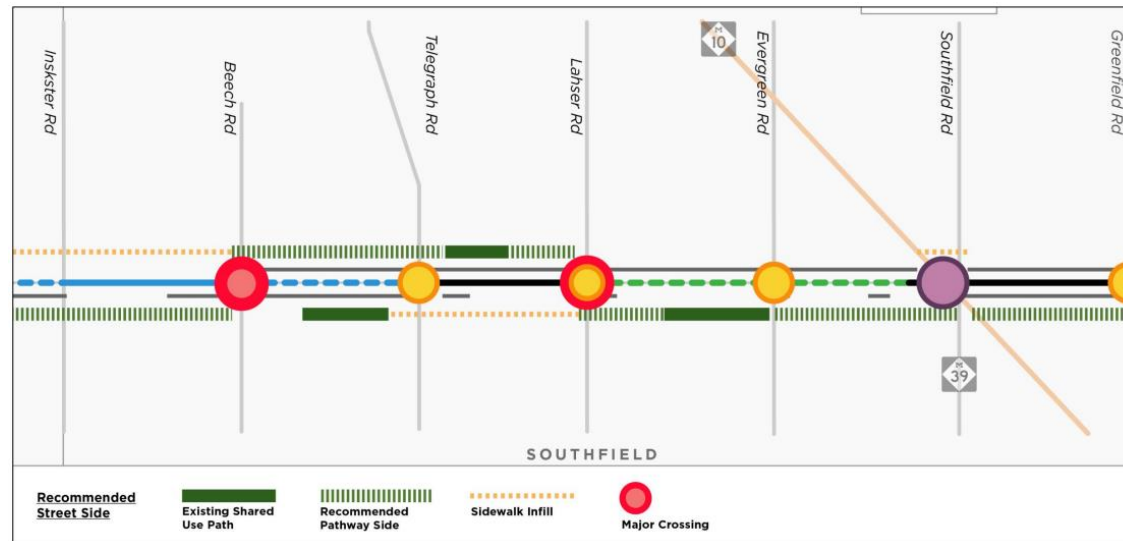 Inskster Rd
Beech Rd
Telegraph Rd
Lahser Rd
M
10
Evergreen Rd
Southfield Rd
Greenfield Rd
M
39
SOUTHFIELD
Recommended
Street Side
Existing Shared
Use Path
Recommended
Pathway Side
Sidewalk Infill
Major Crossing